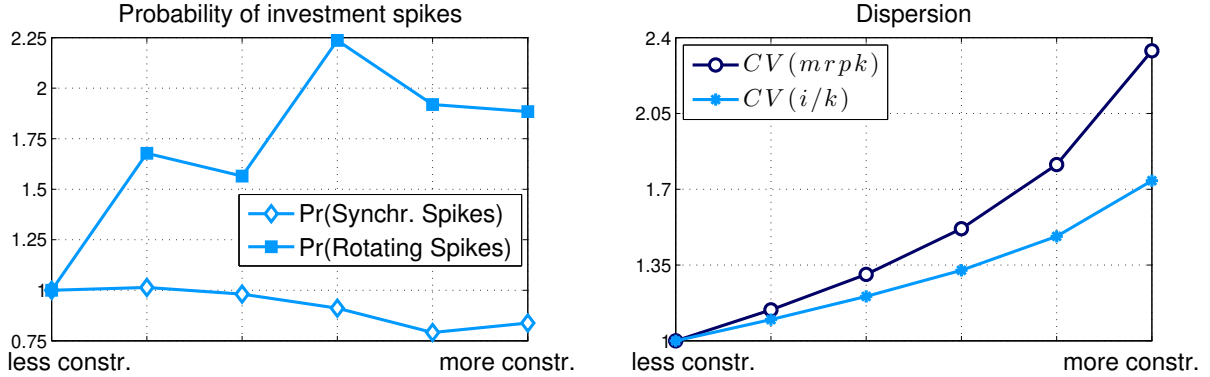 Probability of investment spikes
2.25
2
1.75
1.5
1.25
1
0.75
Pr(Synchr. Spikes)
Pr(Rotating Spikes)
less constr.
more constr.
Dispersion
2.4
2.05
1.7
1.35
1
CV(mrpk)
CV(i/k)
less constr.
more constr.